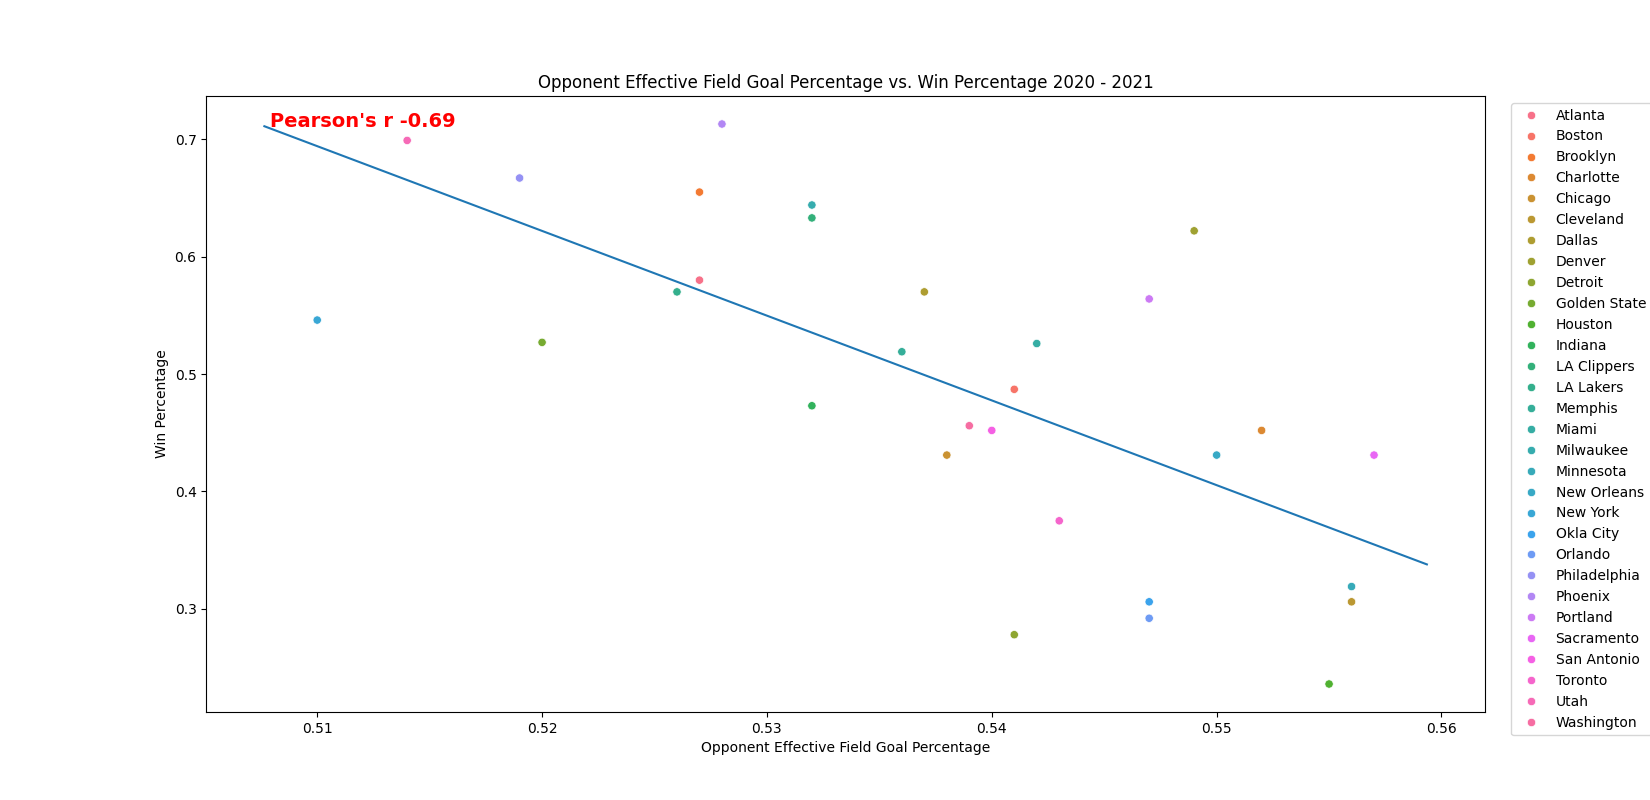 Opponent Effective Field Goal Percentage vs. Win Percentage 2020 - 2021
Pearson's r -0.69
Win Percentage
0.7
0.6
0.5
0.4
0.3
0.51 0.52 0.53 0.54 0.55 0.56
Opponent Effective Field Goal Percentage
Atlanta
Boston
Brooklyn
Charlotte
Chicago
Cleveland
Dallas
Denver
Detroit
Golden State
Houston
Indiana
LA Clippers
LA Lakers
Memphis
Miami
Milwaukee
Minnesota
New Orleans
New York
Okla City
Orlando
Philadelphia
Phoenix
Portland
Sacramento
San Antonio
Toronto
Utah
Washington